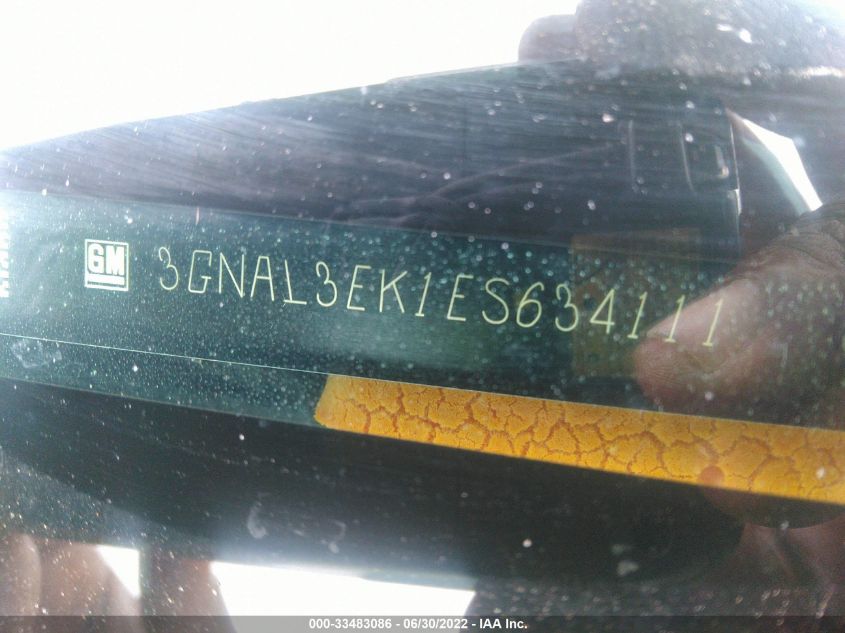 GM 3GNAL3EK1ES634111
000-33483086 - 06/30/2022 - IAA Inc.